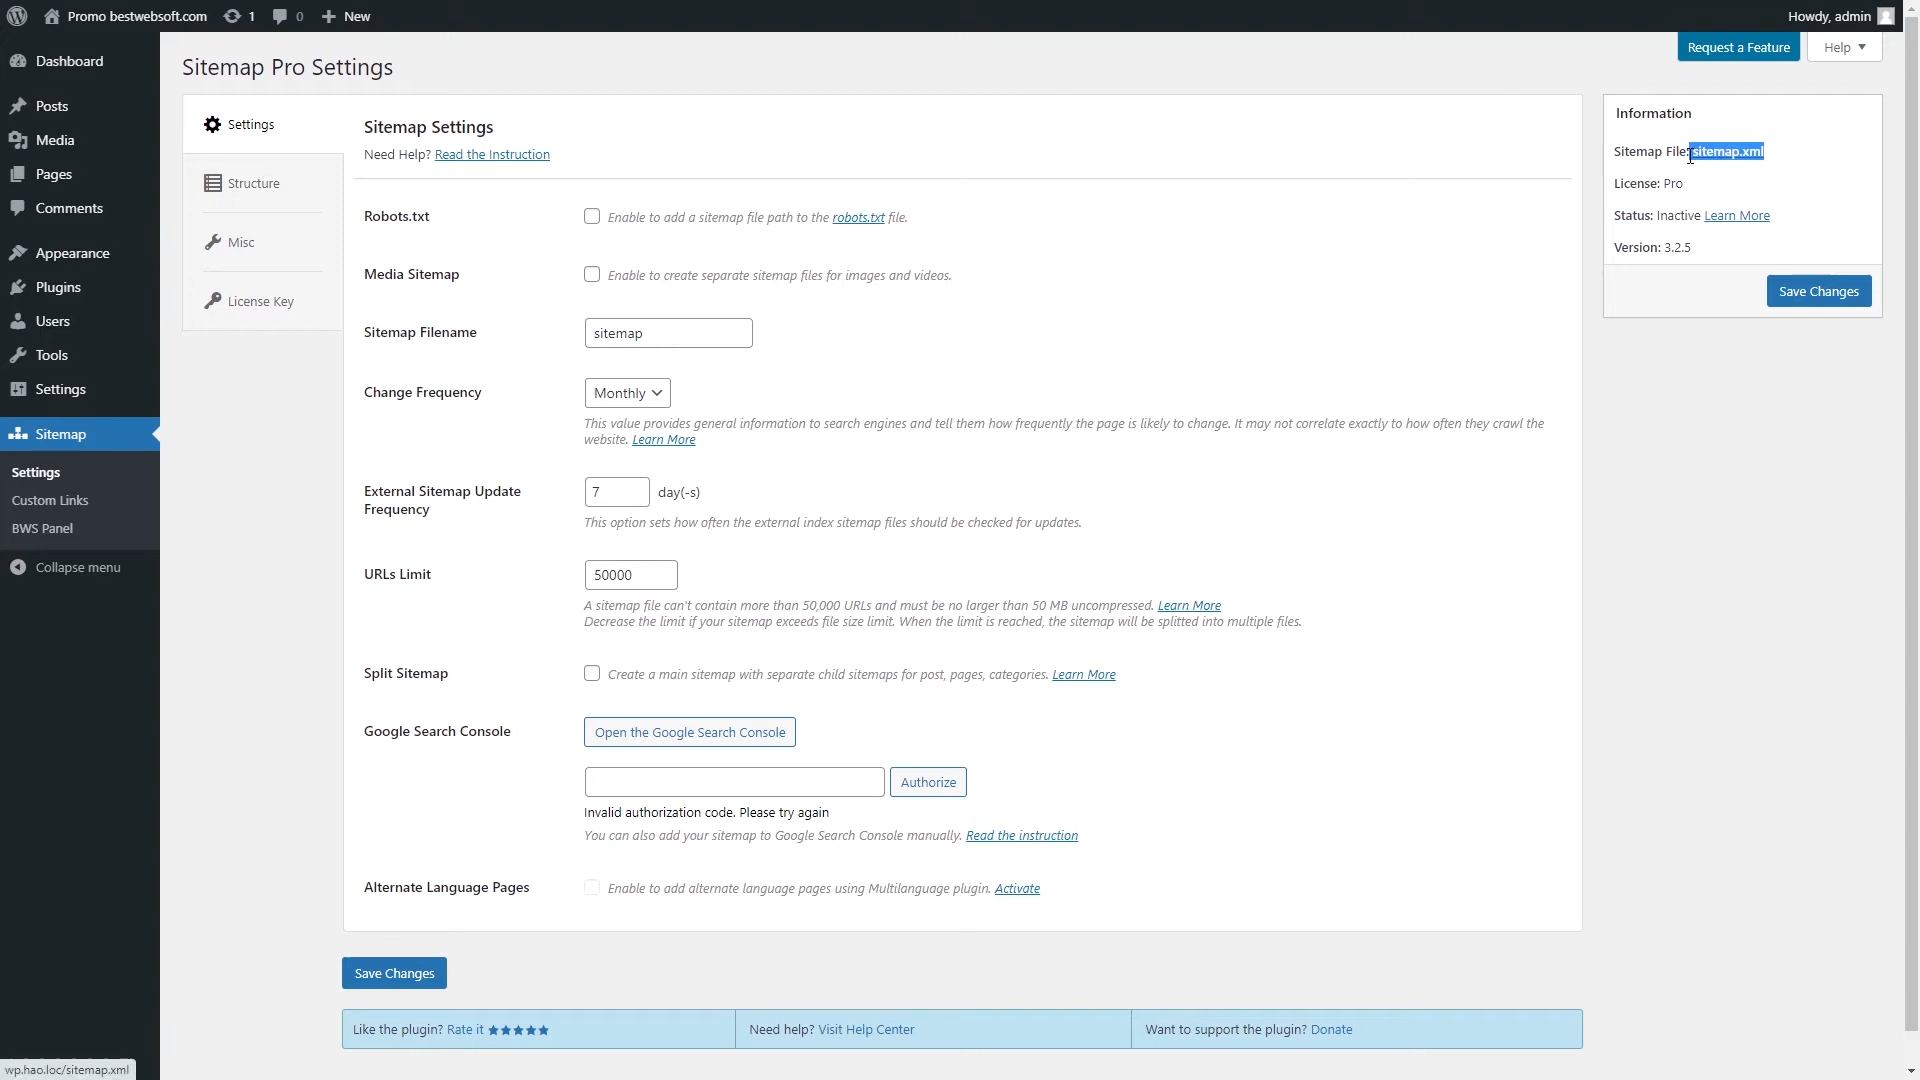 Promo bestwebsoft.com
1
0
New
Howdy, admin
Dashboard
Posts
Media
Pages
Comments
Appearance
Plugins
Users
Tools
Settings
Sitemap
Settings
Custom Links
BWS Panel
Collapse menu
Request a Feature
Help
Sitemap Pro Settings
Settings
Structure
Misc
License Key
Sitemap Settings
Need Help? Read the Instruction
Robots.txt
Enable to add a sitemap file path to the robots.txt file.
Media Sitemap
Enable to create separate sitemap files for images and videos.
Sitemap Filename
sitemap
Change Frequency
Monthly
This value provides general information to search engines and tell them how frequently the page is likely to change. It may not correlate exactly to how often they crawl the
website. Learn More
External Sitemap Update
Frequency
7 day(-s)
This option sets how often the external index sitemap files should be checked for updates.
URLs Limit
50000
A sitemap file can't contain more than 50,000 URLs and must be no larger than 50 MB uncompressed. Learn More
Decrease the limit if your sitemap exceeds file size limit. When the limit is reached, the sitemap will be splitted into multiple files.
Split Sitemap
Create a main sitemap with separate child sitemaps for post, pages, categories. Learn More
Google Search Console
Open the Google Search Console
Authorize
Invalid authorization code. Please try again
You can also add your sitemap to Google Search Console manually. Read the instruction
Alternate Language Pages
Enable to add alternate language pages using Multilanguage plugin. Activate
Save Changes
Like the plugin? Rate it
Need help? Visit Help Center
Want to support the plugin? Donate
Information
Sitemap File: sitemap.xml
License: Pro
Status: Inactive Learn More
Version: 3.2.5
Save Changes
wp.hao.loc/sitemap.xml